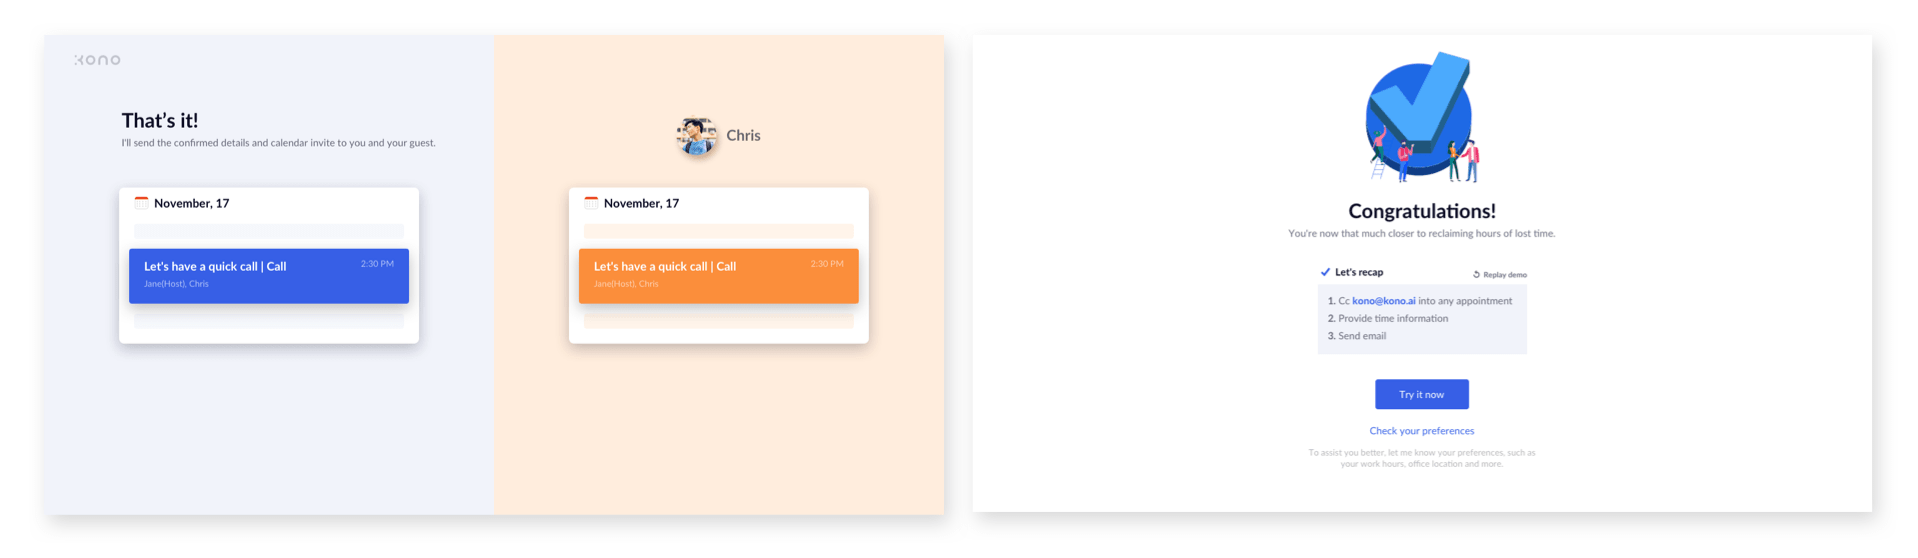 kono
That's it!
I'll send the confirmed details and calendar invite to you and your guest.
November, 17
Let's have a quick call | Call
2:30 PM
Jane(Host), Chris
Chris
November, 17
Let's have a quick call | Call
2:30 PM
Jane(Host), Chris
Congratulations!
You're now that much closer to reclaiming hours of lost time.
Let's recap
Replay demo
1. Cc kono@kono.ai into any appointment
2. Provide time information
3. Send email
Try it now
Check your preferences
To assist you better, let me know your preferences, such as
your work hours, office location and more.